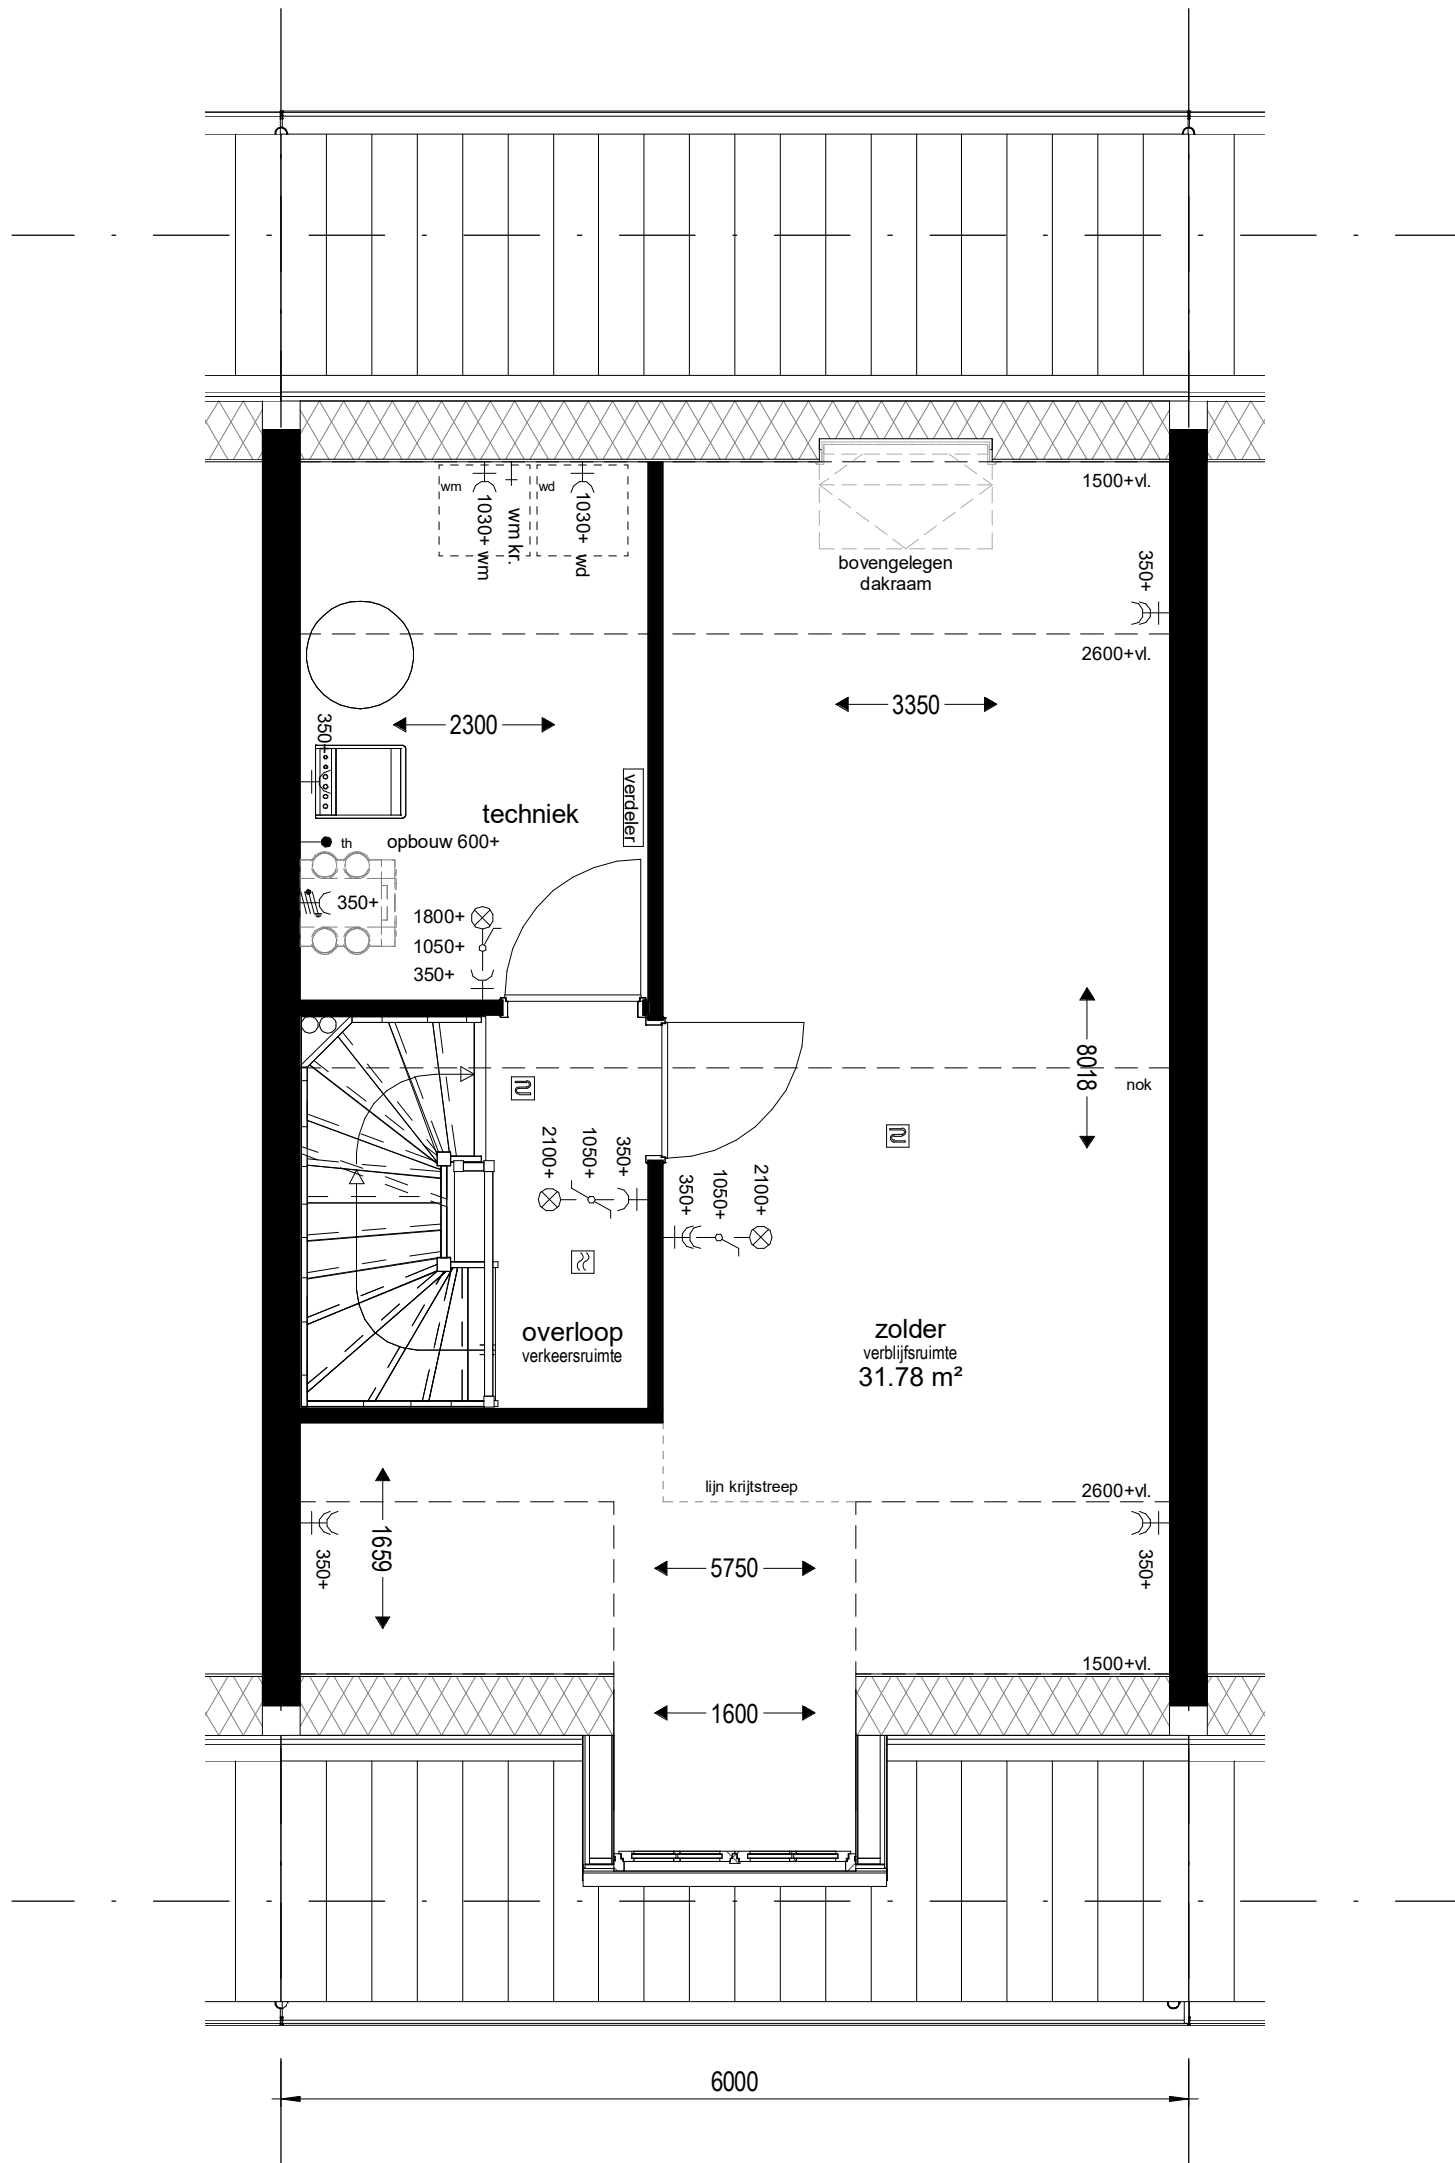 1500+vl.
wm
wd
1030+ wm
wm kr.
1030+ wd
bovengelegen
dakraam
350+
2600+vl.
3350
2300
350+
verdeler
techniek
th
opbouw 600+
350+
1800+
1050+
350+
8018
nok
2100+
1050+
350+
350+
1050+
2100+
overloop
verkeersruimte
zolder
verblijfsruimte
31.78 m²
lijn krijtstreep
2600+vl.
1659
350+
5750
350+
1500+vl.
1600
6000